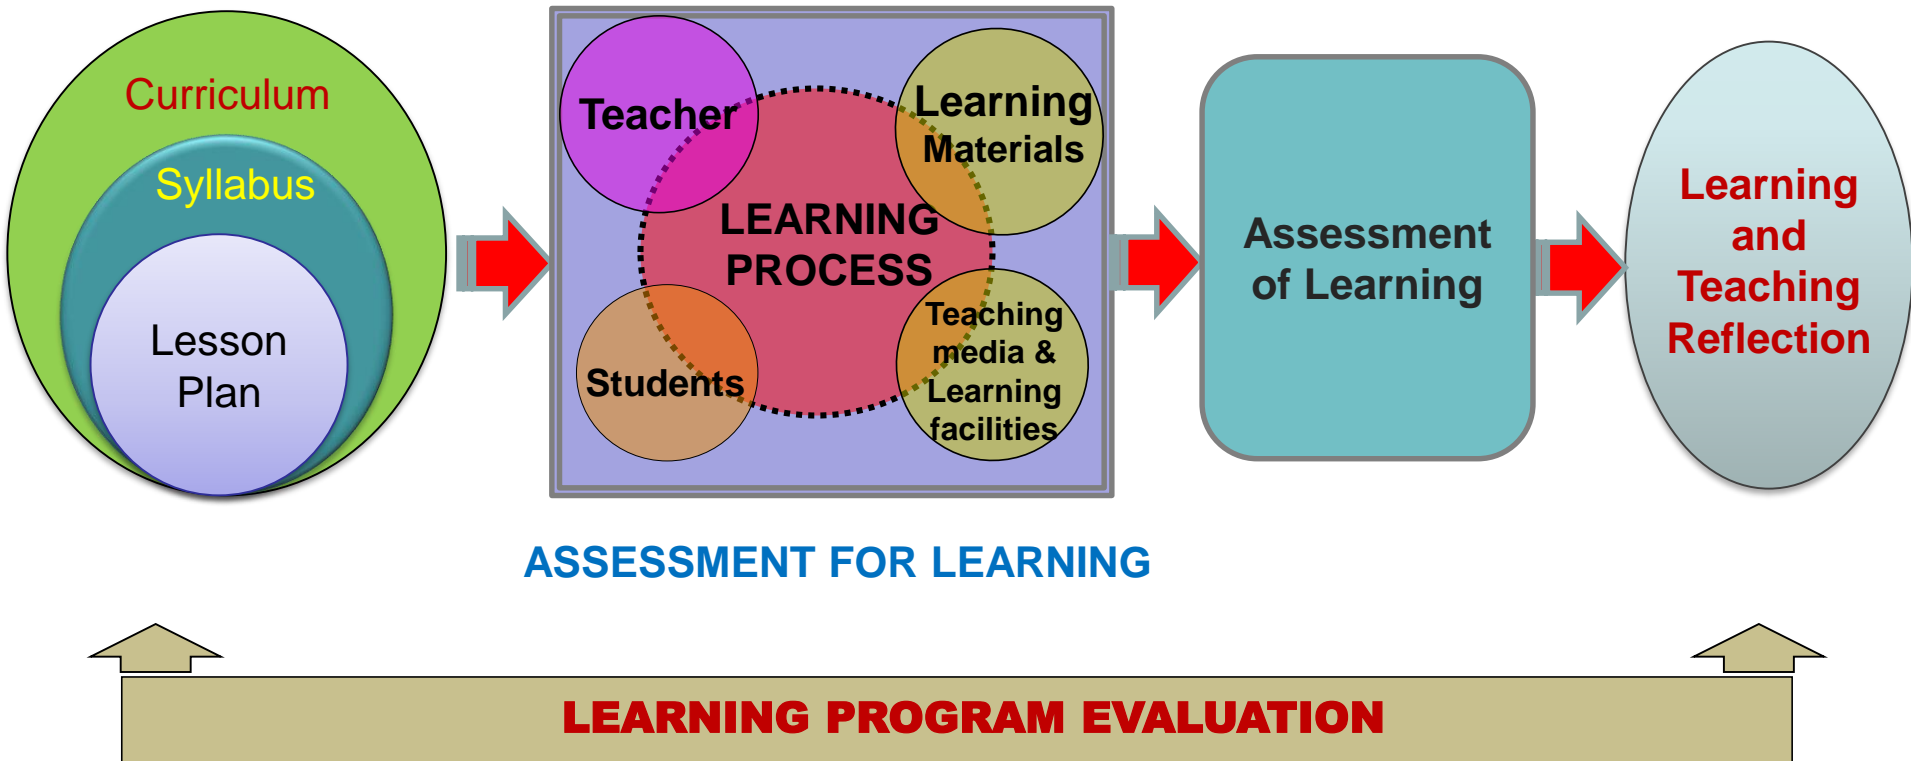 Curriculum
Syllabus
Lesson
Plan
Teacher
Learning
Materials
LEARNING
PROCESS
Students
Teaching
media &
Learning
facilities
Assessment
of Learning
Learning
and
Teaching
Reflection
ASSESSMENT FOR LEARNING
LEARNING PROGRAM EVALUATION